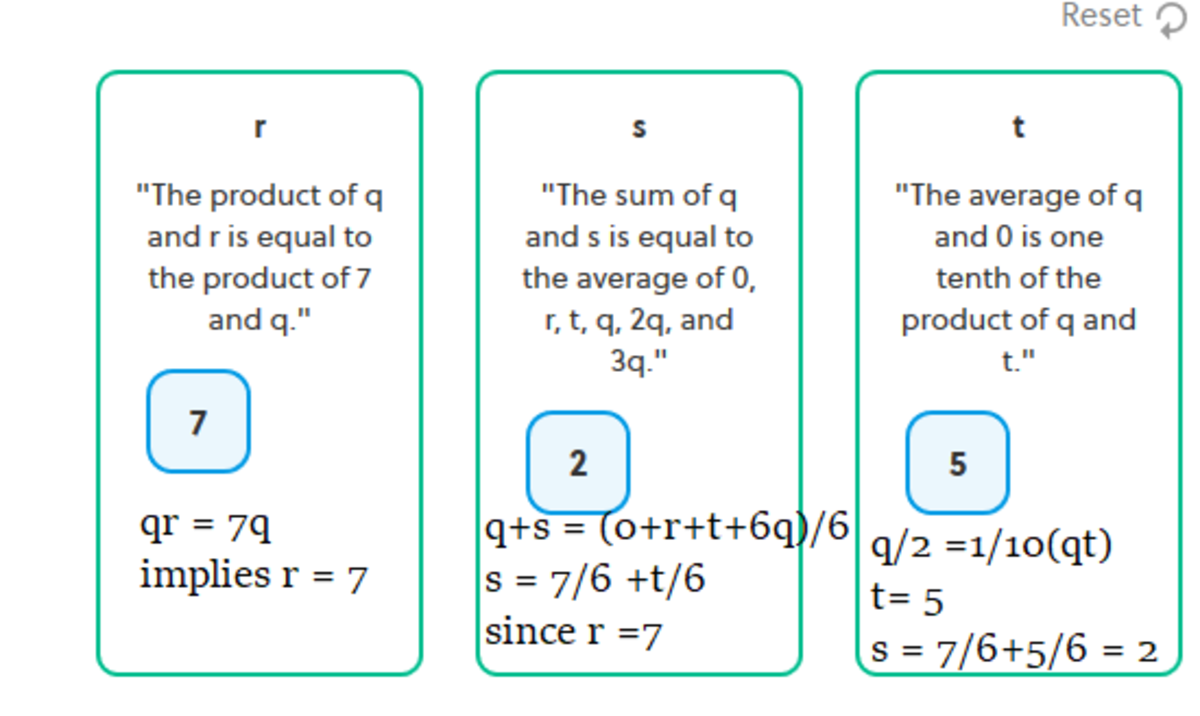 Reset
r
"The product of q
and r is equal to
the product of 7
and q."
7
qr = 7q
implies r = 7
s
"The sum of q
and s is equal to
the average of 0,
r, t, q, 2q, and
3q."
2
q+s = (0+r+t+6q)/6
s = 7/6 +t/6
since r =7
t
"The average of q
and 0 is one
tenth of the
product of q and
t."
5
q/2 =1/10(qt)
t= 5
s = 7/6+5/6 = 2